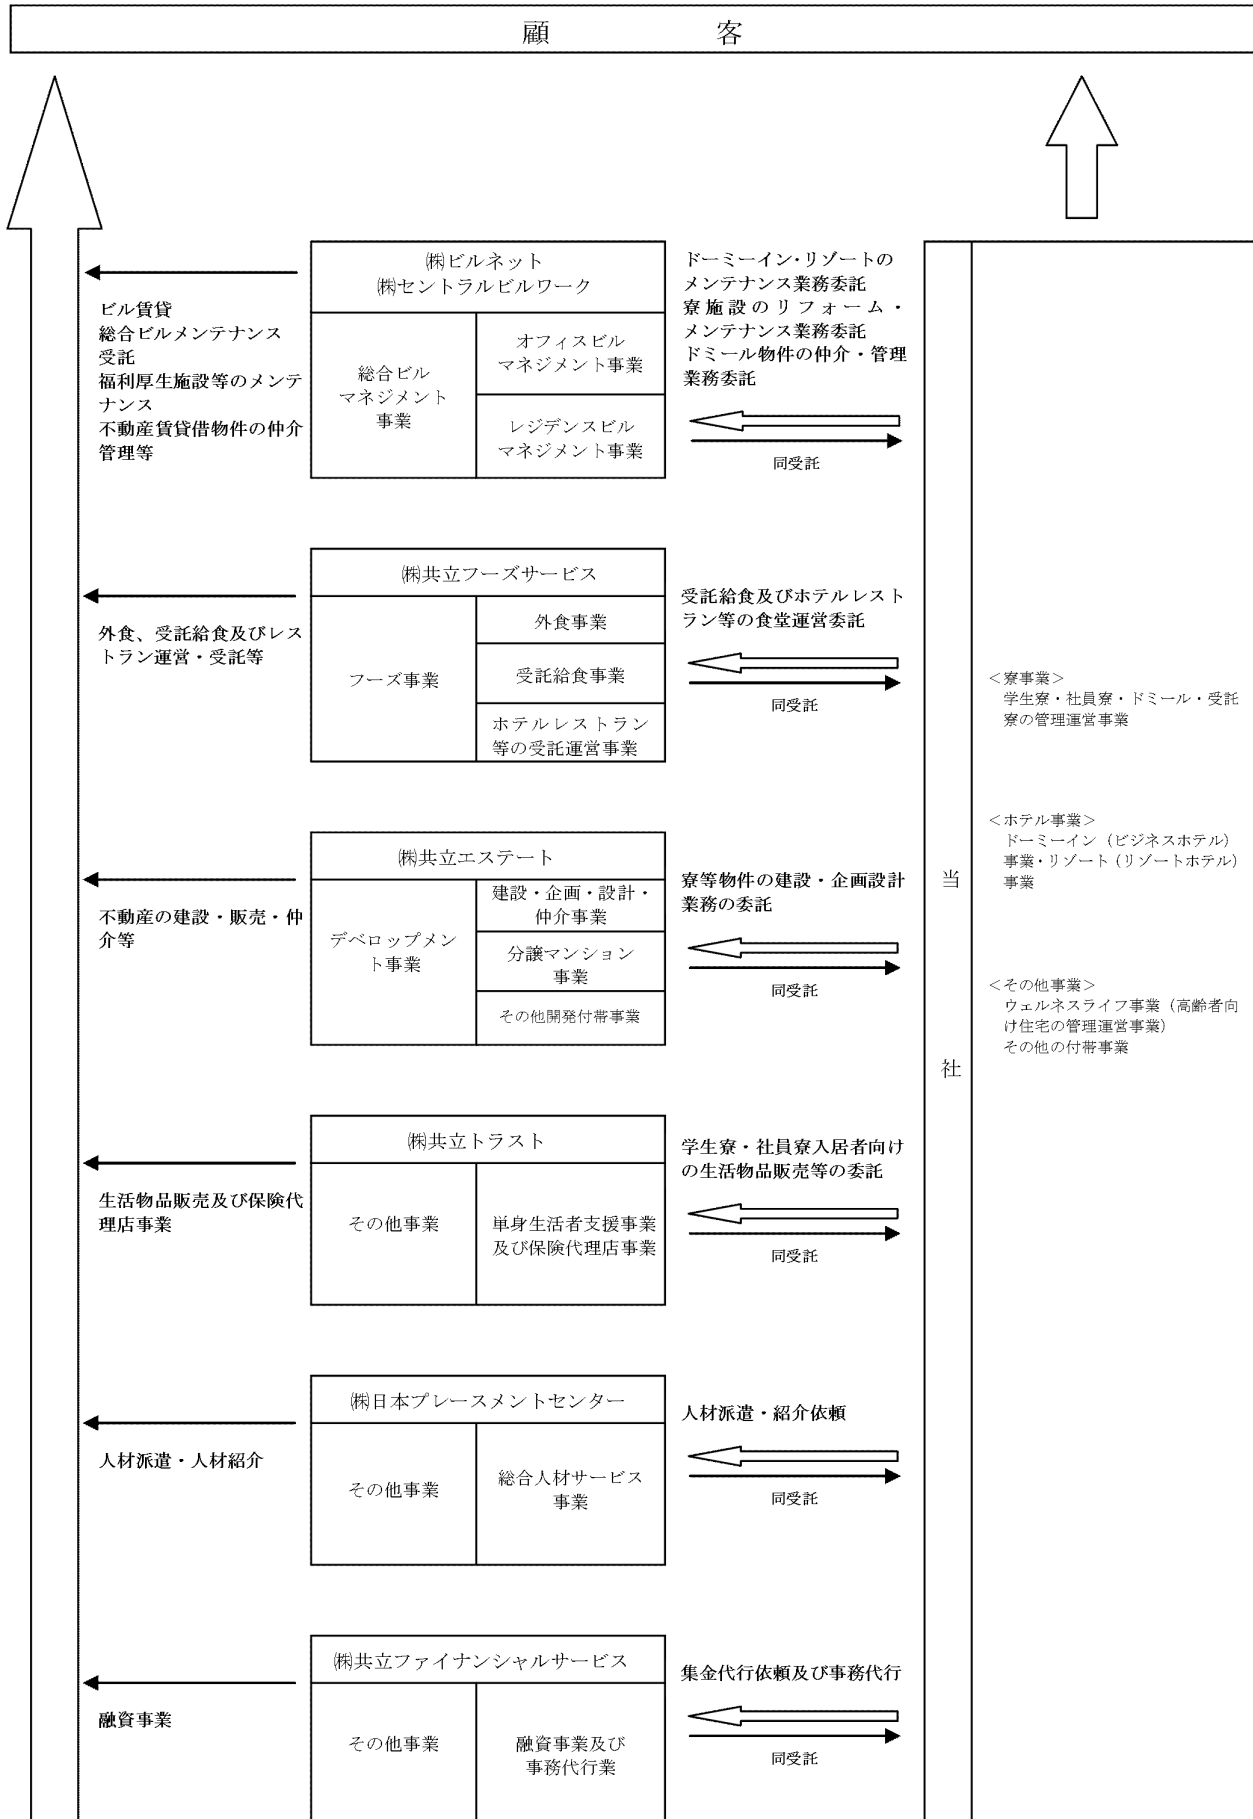 顧客
㈱ビルネット
㈱セントラルビルワーク
総合ビル
マネジメント
事業
オフィスビル
マネジメント事業
レジデンスビル
マネジメント事業
ビル賃貸
総合ビルメンテナンス
受託
福利厚生施設等のメンテ
ナンス
不動産賃貸借物件の仲介
管理等
ドーミーイン・リゾートの
メンテナンス業務委託
寮施設のリフォーム・
メンテナンス業務委託
ドミール物件の仲介・管理
業務委託
同受託
㈱共立フーズサービス
フーズ事業
外食事業
受託給食事業
ホテルレストラン
等の受託運営事業
外食、受託給食及びレス
トラン運営・受託等
受託給食及びホテルレスト
ラン等の食堂運営委託
同受託
㈱共立エステート
デベロップメン
ト事業
建設・企画・設計・
仲介事業
分譲マンション
事業
その他開発付帯事業
不動産の建設・販売・仲
介等
寮等物件の建設・企画設計
業務の委託
同受託
㈱共立トラスト
その他事業
単身生活者支援事業
及び保険代理店事業
生活物品販売及び保険代
理店事業
学生寮・社員寮入居者向け
の生活物品販売等の委託
同受託
㈱日本プレースメントセンター
その他事業
総合人材サービス
事業
人材派遣・人材紹介
人材派遣・紹介依頼
同受託
㈱共立ファイナンシャルサービス
その他事業
融資事業及び
事務代行業
融資事業
集金代行依頼及び事務代行
同受託
当社
＜寮事業＞
学生寮・社員寮・ドミール・受託
寮の管理運営事業
＜ホテル事業＞
ドーミーイン（ビジネスホテル）
事業・リゾート（リゾートホテル）
事業
＜その他事業＞
ウェルネスライフ事業（高齢者向
け住宅の管理運営事業）
その他の付帯事業